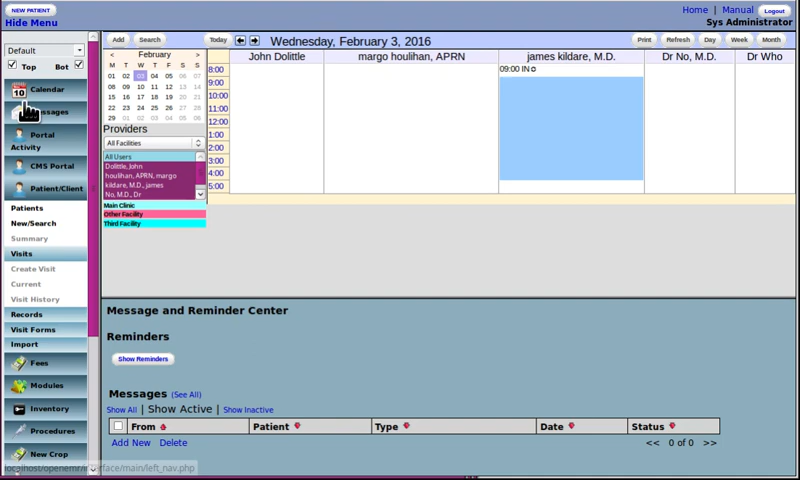 NEW PATIENT
Hide Menu
Home | Manual Logout
Sys Administrator
Default
Top Bot
Calendar
Messages
Portal
Activity
CMS Portal
Patient/Client
Patients
New/Search
Summary
Visits
Create Visit
Current
Visit History
Records
Visit Forms
Import
Fees
Modules
Inventory
Procedures
New Crop
localhost/openemr/interface/main/left_nav.php
Add Search Today Wednesday, February 3, 2016 Print Refresh Day Week Month
< February >
M T W T F S S
01 02 03 04 05 06 07
08 09 10 11 12 13 14
15 16 17 18 19 20 21
22 23 24 25 26 27 28
29 01 02 03 04 05 06
Providers
All Facilities
All Users
Dolittle, John
houlihan, APRN, margo
kildare, M.D., james
No, M.D., Dr
Main Clinic
Other Facility
Third Facility
John Dolittle margo houlihan, APRN james kildare, M.D. Dr No, M.D. Dr Who
8:00
9:00
10:00
11:00
12:00
1:00
2:00
3:00
4:00
5:00
09:00 IN
Message and Reminder Center
Reminders
Show Reminders
Messages (See All)
Show All | Show Active | Show Inactive
From Patient Type Date Status
Add New Delete << 0 of 0 >>